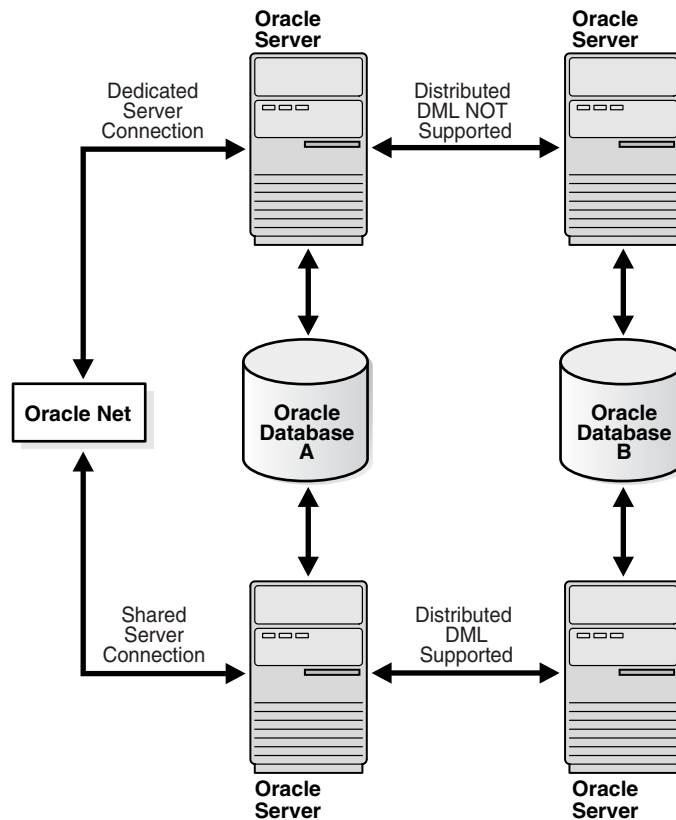 Oracle
Server
Oracle
Server
Dedicated
Server
Connection
Distributed
DML NOT
Supported
Oracle Net
Oracle
Database
A
Oracle
Database
B
Shared
Server
Connection
Distributed
DML
Supported
Oracle
Server
Oracle
Server